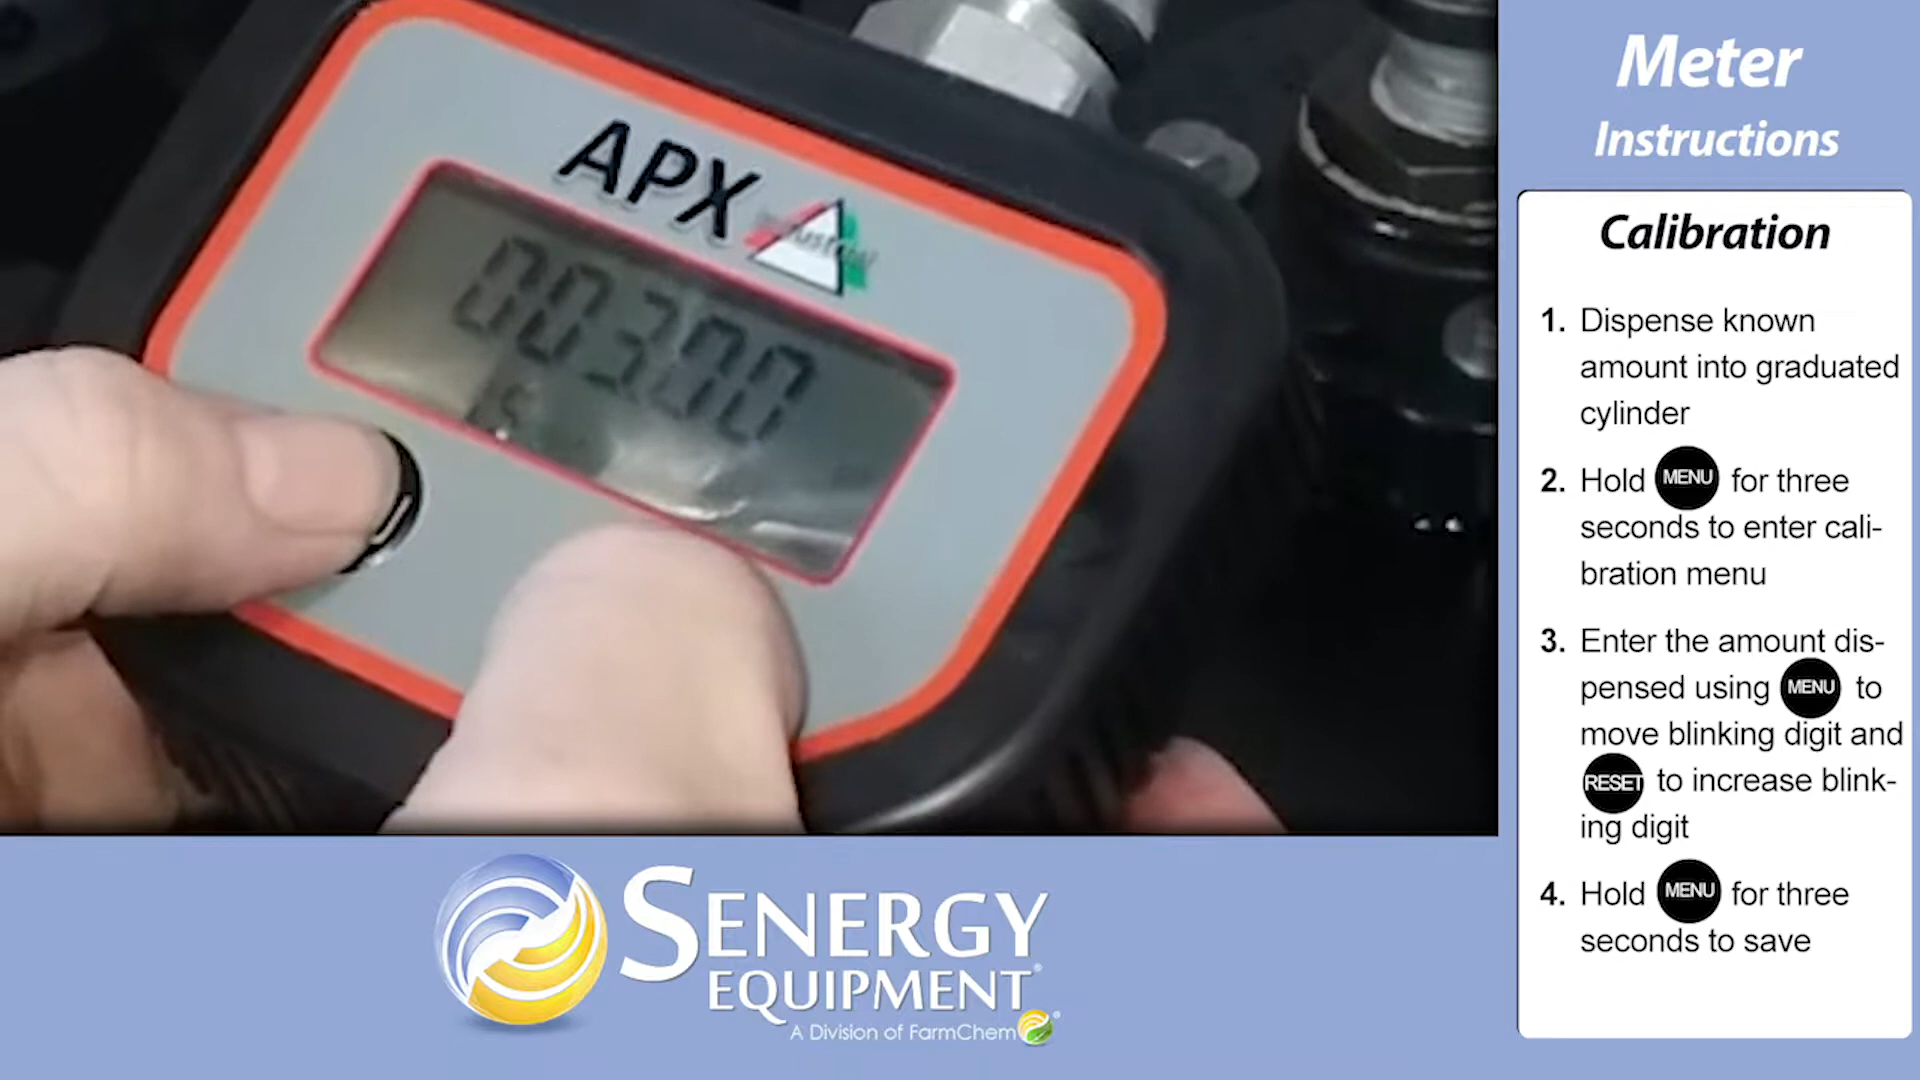 APX
00300
Meter
Instructions
Calibration
1. Dispense known
amount into graduated
cylinder
2. Hold MENU for three
seconds to enter cali-
bration menu
3. Enter the amount dis-
pensed using MENU to
move blinking digit and
RESET to increase blink-
ing digit
4. Hold MENU for three
seconds to save
SENERGY
EQUIPMENT®
A Division of FarmChem®